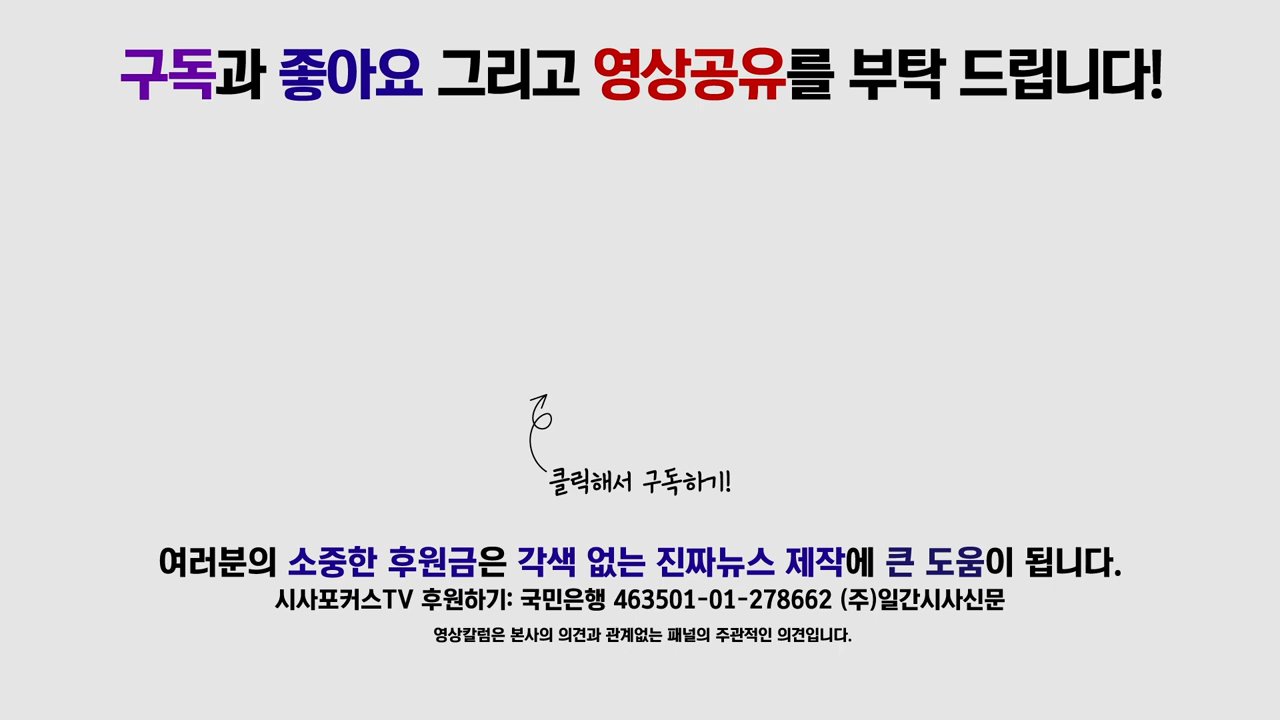 구독과 좋아요 그리고 영상공유를 부탁 드립니다!
클릭해서 구독하기!
여러분의 소중한 후원금은 각색 없는 진짜뉴스 제작에 큰 도움이 됩니다.
시사포커스TV 후원하기: 국민은행 463501-01-278662 (주)일간시사신문
영상칼럼은 본사의 의견과 관계없는 패널의 주관적인 의견입니다.